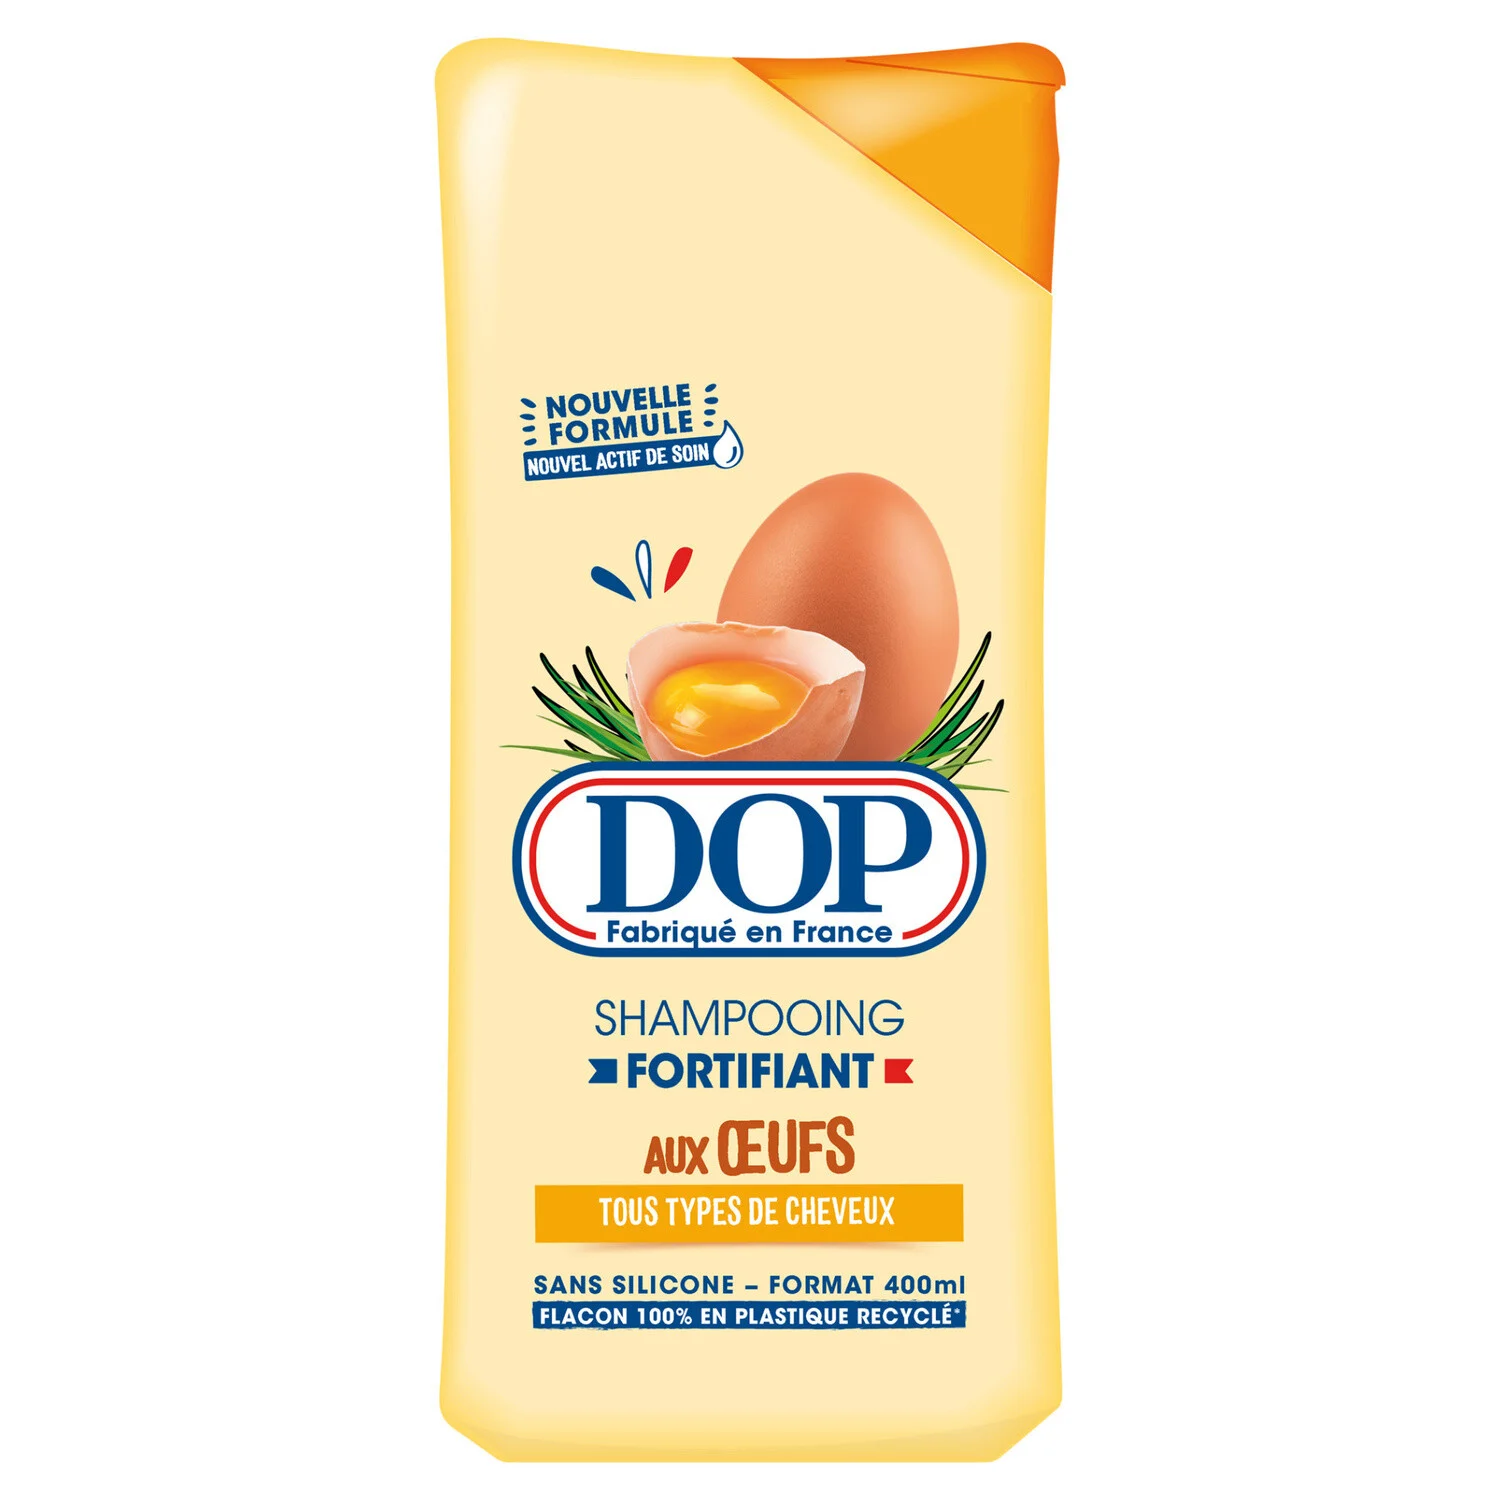 NOUVELLE
FORMULE
NOUVEL ACTIF DE SOIN
DOP
Fabriqué en France
SHAMPOOING
FORTIFIANT
AUX ŒUFS
TOUS TYPES DE CHEVEUX
SANS SILICONE – FORMAT 400ml
FLACON 100% EN PLASTIQUE RECYCLÉ*